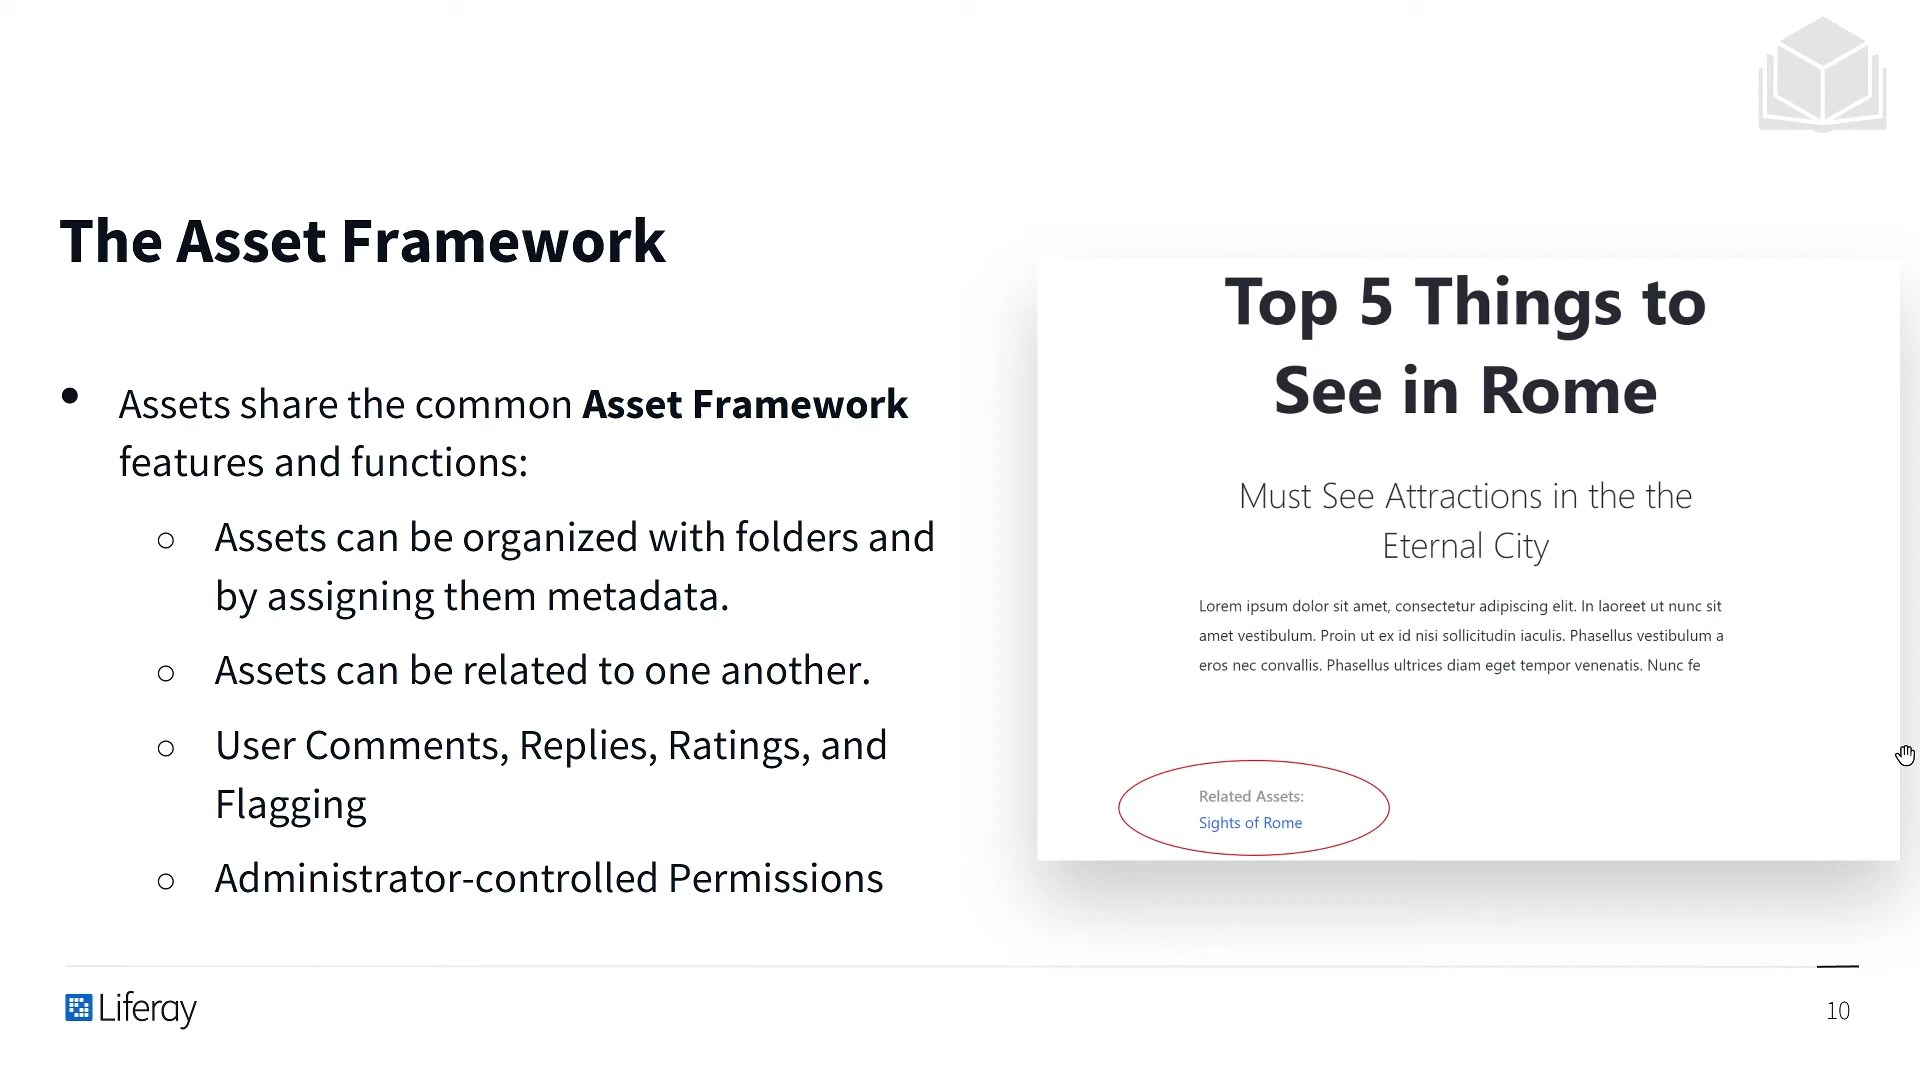 The Asset Framework
• Assets share the common Asset Framework
features and functions:
○ Assets can be organized with folders and
by assigning them metadata.
○ Assets can be related to one another.
○ User Comments, Replies, Ratings, and
Flagging
○ Administrator-controlled Permissions
Top 5 Things to
See in Rome
Must See Attractions in the the
Eternal City
Lorem ipsum dolor sit amet, consectetur adipiscing elit. In laoreet ut nunc sit
amet vestibulum. Proin ut ex id nisi sollicitudin iaculis. Phasellus vestibulum a
eros nec convallis. Phasellus ultrices diam eget tempor venenatis. Nunc fe
Related Assets:
Sights of Rome
Liferay
10